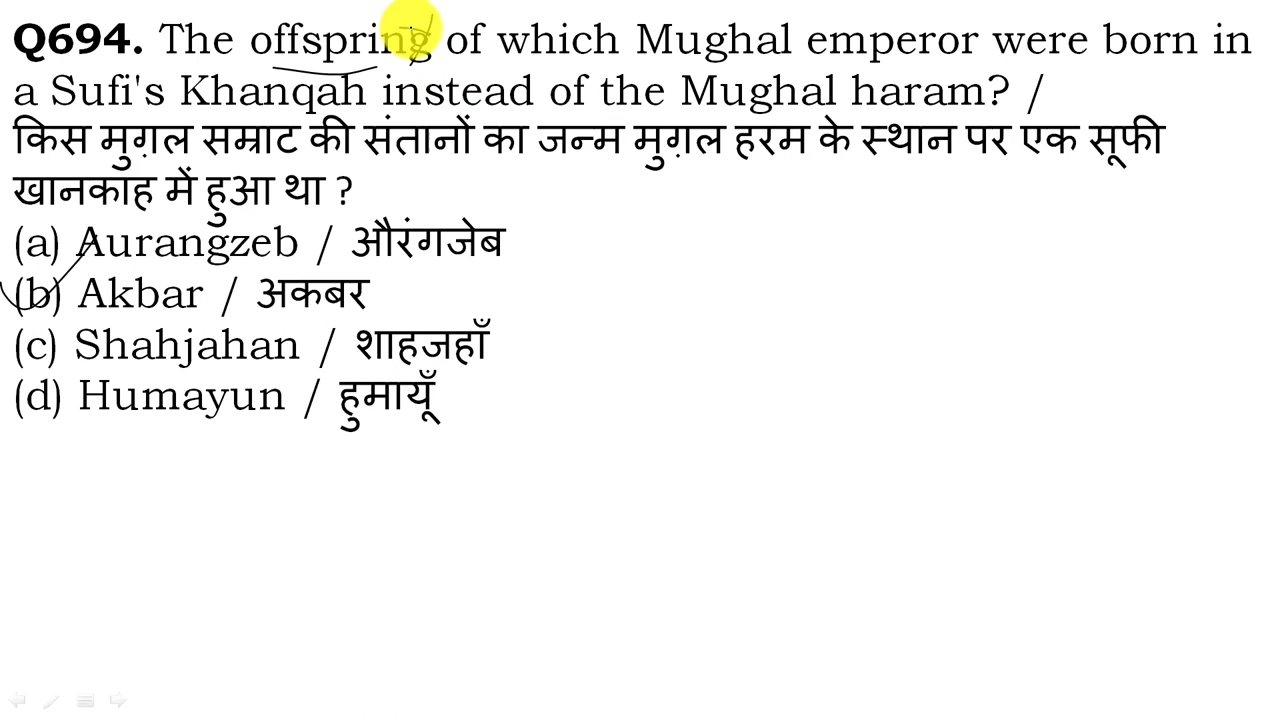 Q694. The offspring of which Mughal emperor were born in
a Sufi's Khanqah instead of the Mughal haram? /
किस मुग़ल सम्राट की संतानों का जन्म मुग़ल हरम के स्थान पर एक सूफी
खानकाह में हुआ था ?
(a) Aurangzeb / औरंगजेब
(b) Akbar / अकबर
(c) Shahjahan / शाहजहाँ
(d) Humayun / हुमायूँ